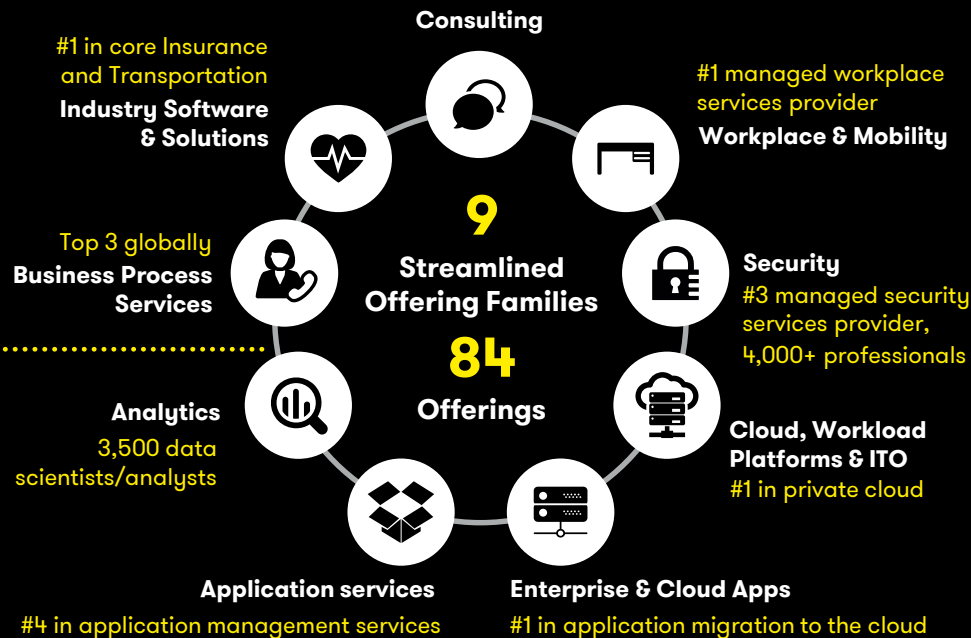 Consulting
#1 in core Insurance
and Transportation
Industry Software
& Solutions
#1 managed workplace
services provider
Workplace & Mobility
9
Streamlined
Offering Families
84
Offerings
Top 3 globally
Business Process
Services
Security
#3 managed security
services provider,
4,000+ professionals
Analytics
3,500 data
scientists/analysts
Cloud, Workload
Platforms & ITO
#1 in private cloud
Application services
#4 in application management services
Enterprise & Cloud Apps
#1 in application migration to the cloud